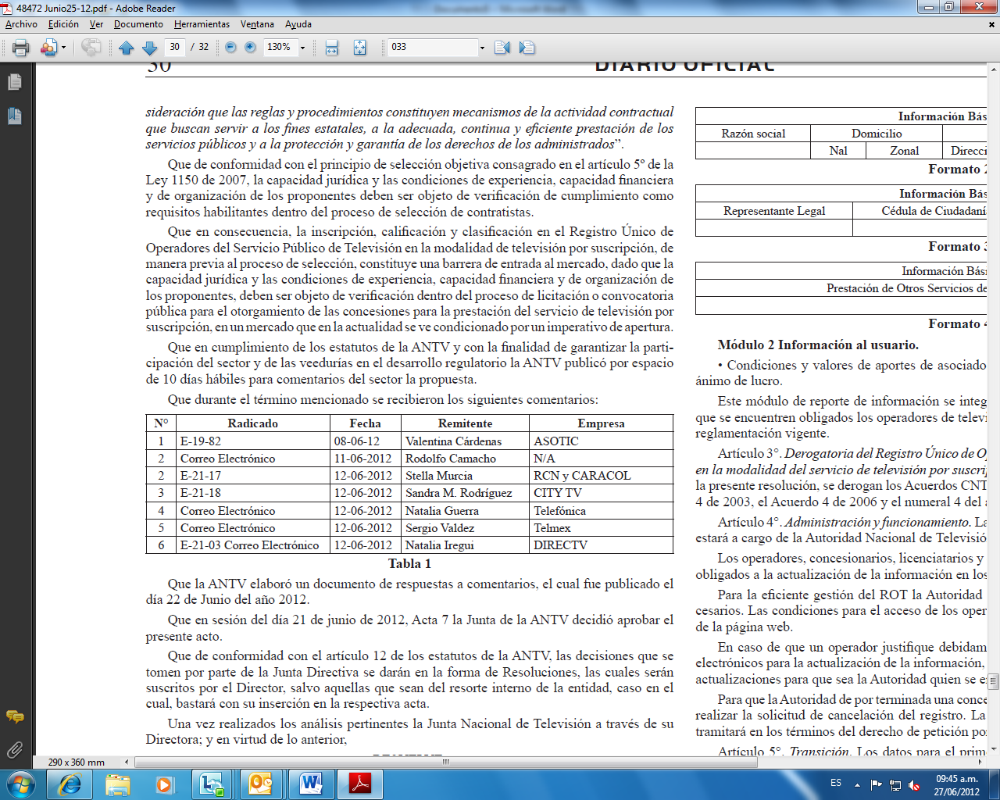 48472 Junio25-12.pdf - Adobe Reader
Archivo Edición Ver Documento Herramientas Ventana Ayuda
30 / 32 130% 033
30 DIARIO OFICIAL
sideración que las reglas y procedimientos constituyen mecanismos de la actividad contractual
que buscan servir a los fines estatales, a la adecuada, continua y eficiente prestación de los
servicios públicos y a la protección y garantía de los derechos de los administrados”.
Que de conformidad con el principio de selección objetiva consagrado en el artículo 5º de la
Ley 1150 de 2007, la capacidad jurídica y las condiciones de experiencia, capacidad financiera
y de organización de los proponentes deben ser objeto de verificación de cumplimiento como
requisitos habilitantes dentro del proceso de selección de contratistas.
Que en consecuencia, la inscripción, calificación y clasificación en el Registro Único de
Operadores del Servicio Público de Televisión en la modalidad de televisión por suscripción, de
manera previa al proceso de selección, constituye una barrera de entrada al mercado, dado que la
capacidad jurídica y las condiciones de experiencia, capacidad financiera y de organización de
los proponentes, deben ser objeto de verificación dentro del proceso de licitación o convocatoria
pública para el otorgamiento de las concesiones para la prestación del servicio de televisión por
suscripción, en un mercado que en la actualidad se ve condicionado por un imperativo de apertura.
Que en cumplimiento de los estatutos de la ANTV y con la finalidad de garantizar la parti-
cipación del sector y de las veedurías en el desarrollo regulatorio la ANTV publicó por espacio
de 10 días hábiles para comentarios del sector la propuesta.
Que durante el término mencionado se recibieron los siguientes comentarios:
N° Radicado Fecha Remitente Empresa
1 E-19-82 08-06-12 Valentina Cárdenas ASOTIC
2 Correo Electrónico 11-06-2012 Rodolfo Camacho N/A
2 E-21-17 12-06-2012 Stella Murcia RCN y CARACOL
3 E-21-18 12-06-2012 Sandra M. Rodríguez CITY TV
4 Correo Electrónico 12-06-2012 Natalia Guerra Telefónica
5 Correo Electrónico 12-06-2012 Sergio Valdez Telmex
6 E-21-03 Correo Electrónico 12-06-2012 Natalia Iregui DIRECTV
Tabla 1
Que la ANTV elaboró un documento de respuestas a comentarios, el cual fue publicado el
día 22 de Junio del año 2012.
Que en sesión del día 21 de junio de 2012, Acta 7 la Junta de la ANTV decidió aprobar el
presente acto.
Que de conformidad con el artículo 12 de los estatutos de la ANTV, las decisiones que se
tomen por parte de la Junta Directiva se darán en la forma de Resoluciones, las cuales serán
suscritos por el Director, salvo aquellas que sean del resorte interno de la entidad, caso en el
cual, bastará con su inserción en la respectiva acta.
Una vez realizados los análisis pertinentes la Junta Nacional de Televisión a través de su
Directora; y en virtud de lo anterior,
Información Bás
Razón social Domicilio
Nal Zonal Direcci
Formato 2
Información Bás
Representante Legal Cédula de Ciudadaní
Formato 3
Información Bási
Prestación de Otros Servicios de
Formato 4
Módulo 2 Información al usuario.
• Condiciones y valores de aportes de asociado
ánimo de lucro.
Este módulo de reporte de información se integ
que se encuentren obligados los operadores de televi
reglamentación vigente.
Artículo 3°. Derogatoria del Registro Único de O
en la modalidad del servicio de televisión por suscrip
la presente resolución, se derogan los Acuerdos CNT
4 de 2003, el Acuerdo 4 de 2006 y el numeral 4 del a
Artículo 4°. Administración y funcionamiento. La
estará a cargo de la Autoridad Nacional de Televisió
Los operadores, concesionarios, licenciatarios y
obligados a la actualización de la información en los
Para la eficiente gestión del ROT la Autoridad
cesarios. Las condiciones para el acceso de los oper
de la página web.
En caso de que un operador justifique debidam
electrónicos para la actualización de la información,
actualizaciones para que sea la Autoridad quien se e
Para que la Autoridad de por terminada una conce
realizar la solicitud de cancelación del registro. La
tramitará en los términos del derecho de petición po
Artículo 5°. Transición. Los datos para el prim
290 x 360 mm
ES 09:45 a.m.
27/06/2012